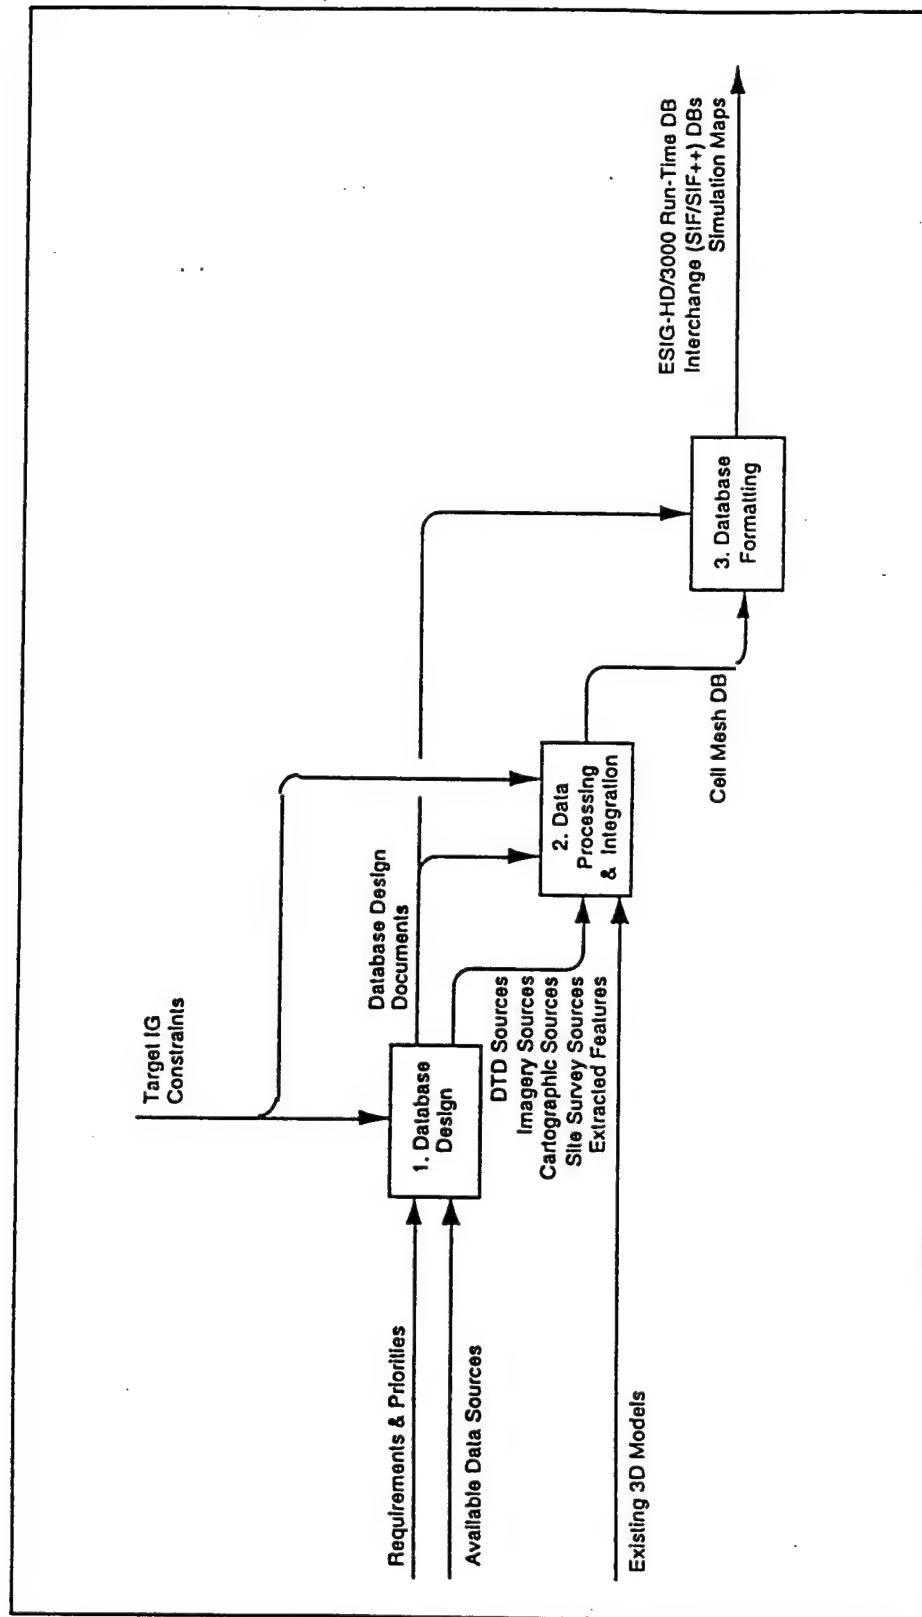 Target IG
Constraints
Requirements & Priorities
Available Data Sources
1. Database
Design
Database Design
Documents
DTD Sources
Imagery Sources
Cartographic Sources
Site Survey Sources
Extracted Features
Existing 3D Models
2. Data
Processing
& Integration
Cell Mesh DB
3. Database
Formatting
ESIG-HD/3000 Run-Time DB
Interchange (SIF/SIF++) DBs
Simulation Maps